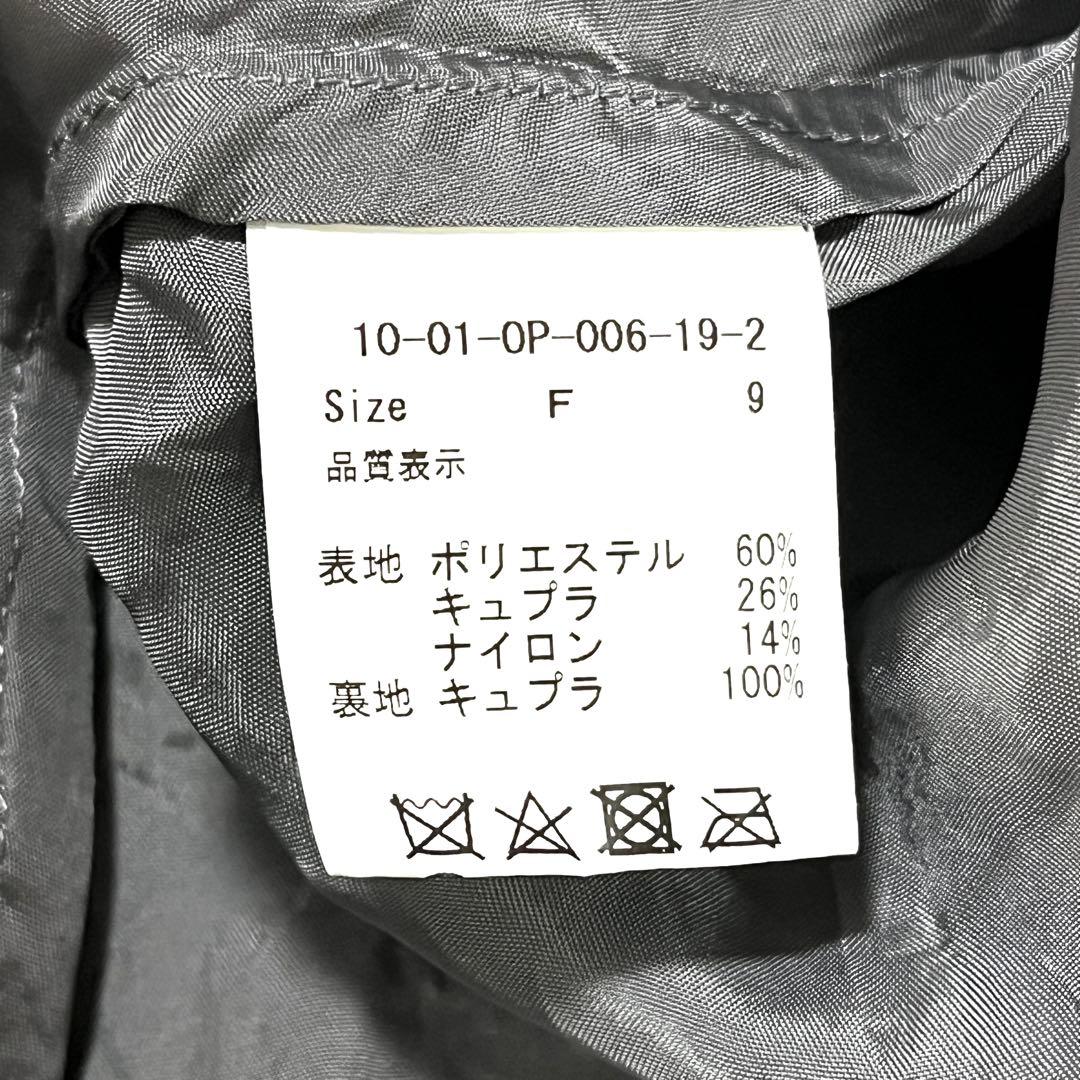 10-01-OP-006-19-2
Size F 9
品質表示
表地 ポリエステル 60%
キュプラ 26%
ナイロン 14%
裏地 キュプラ 100%